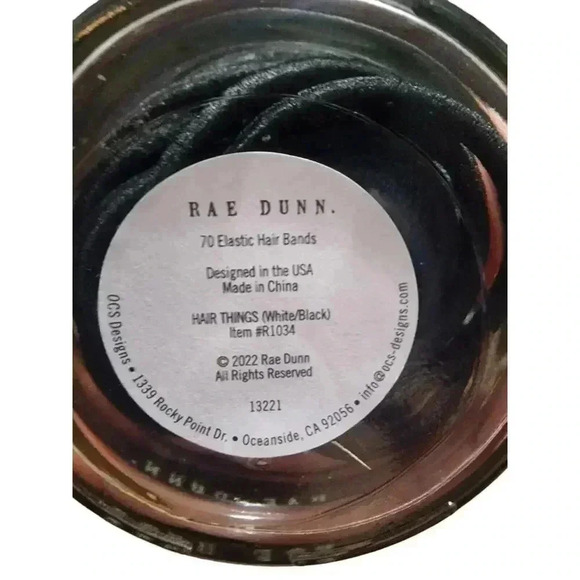 RAE DUNN.
70 Elastic Hair Bands
Designed in the USA
Made in China
HAIR THINGS (White/Black)
Item #R1034
© 2022 Rae Dunn
All Rights Reserved
13221
OCS Designs • 1339 Rocky Point Dr. • Oceanside, CA 92056 • info@ocs-designs.com